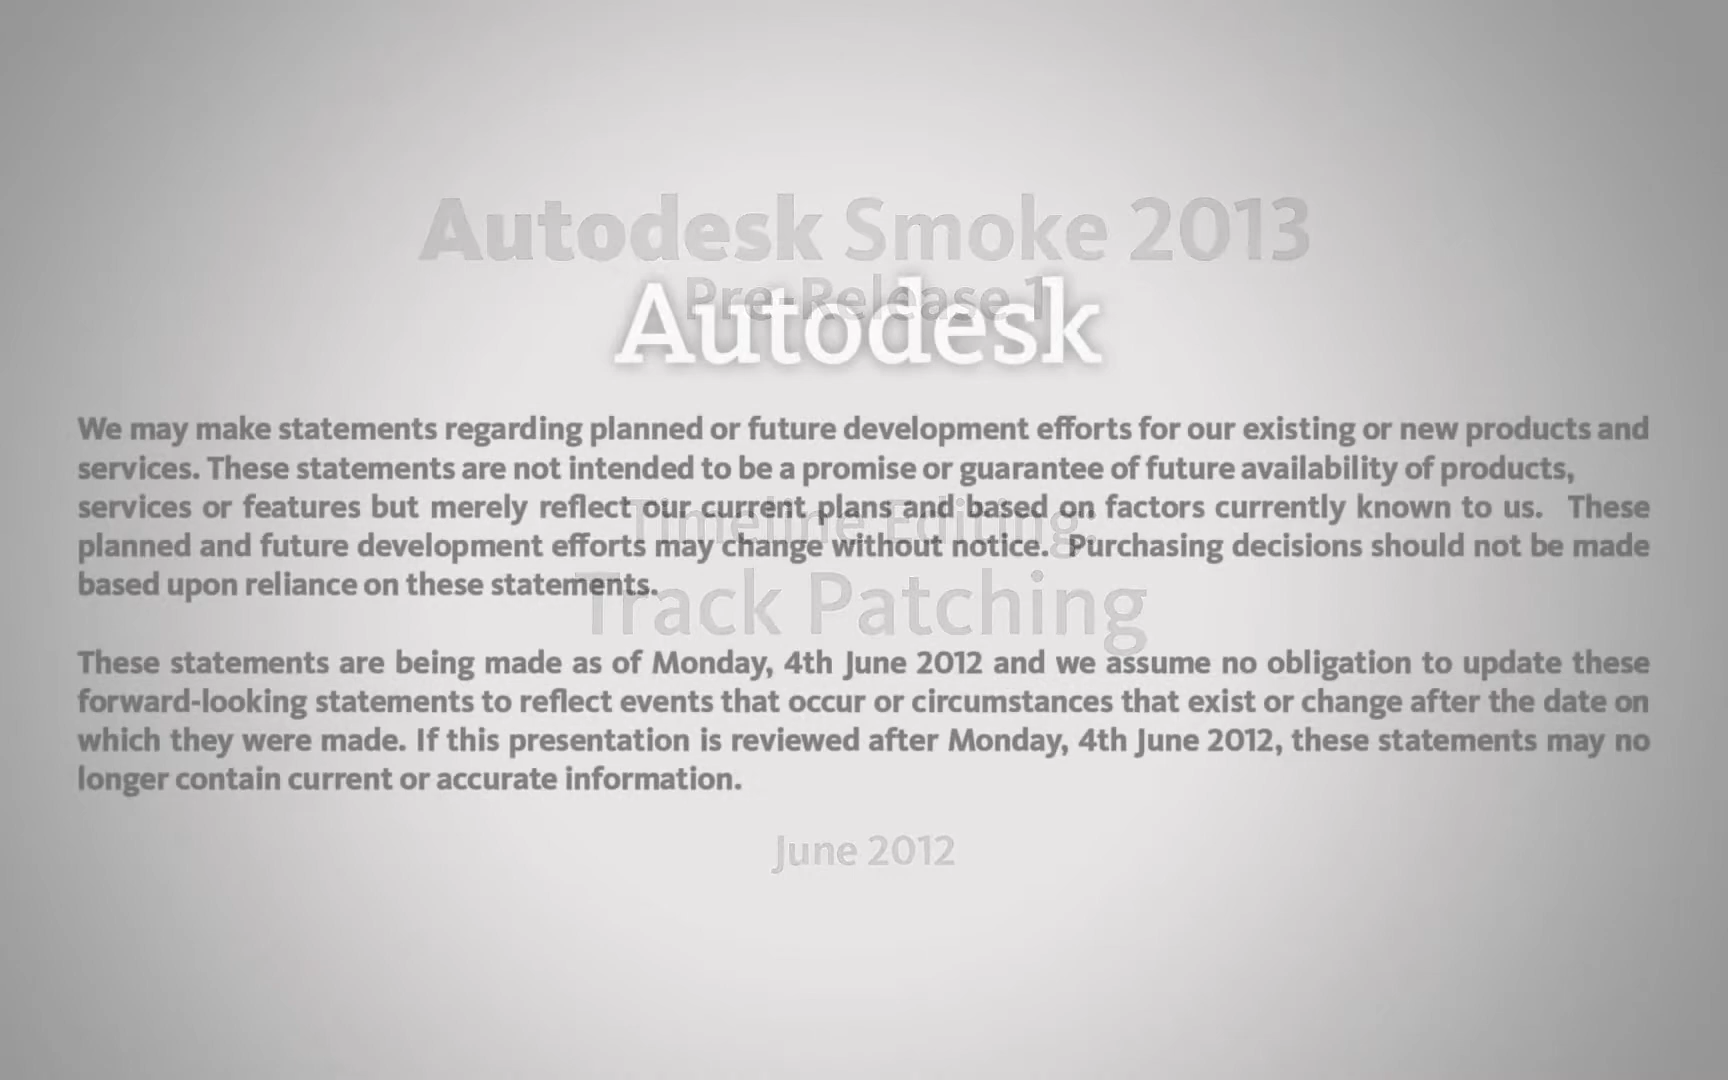 Autodesk Smoke 2013
Pre-Release 1
Autodesk
We may make statements regarding planned or future development efforts for our existing or new products and
services. These statements are not intended to be a promise or guarantee of future availability of products,
services or features but merely reflect our current plans and based on factors currently known to us. These
Timeline Editing
planned and future development efforts may change without notice. Purchasing decisions should not be made
based upon reliance on these statements.
Track Patching
These statements are being made as of Monday, 4th June 2012 and we assume no obligation to update these
forward-looking statements to reflect events that occur or circumstances that exist or change after the date on
which they were made. If this presentation is reviewed after Monday, 4th June 2012, these statements may no
longer contain current or accurate information.
June 2012